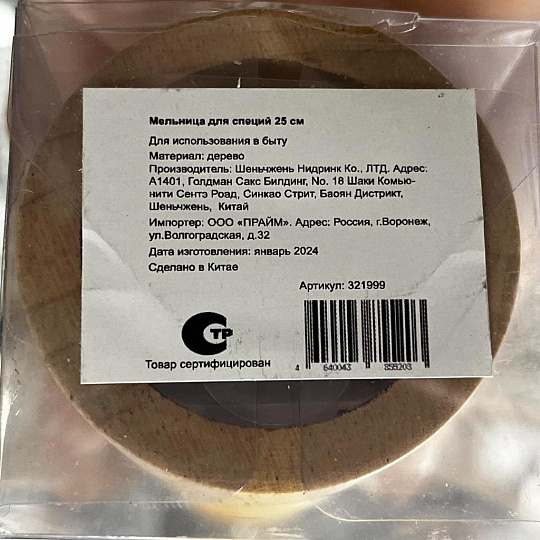 Мельница для специй 25 см
Для использования в быту
Материал: дерево
Производитель: Шеньчжень Нидринк Ко., ЛТД. Адрес:
А1401, Голдман Сакс Билдинг, No. 18 Шаки Комью-
нити Сентэ Роад, Синкао Стрит, Баоян Дистрикт,
Шеньчжень, Китай
Импортер: ООО «ПРАЙМ». Адрес: Россия, г.Воронеж,
ул.Волгоградская, д.32
Дата изготовления: январь 2024
Сделано в Китае
Артикул: 321999
СТР
Товар сертифицирован
4 640043 859203